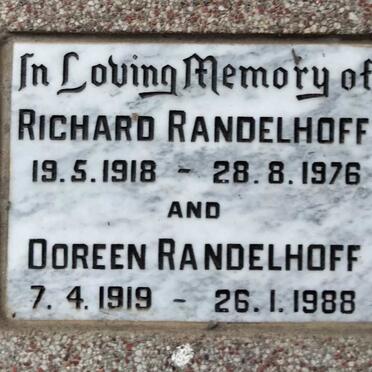 In Loving Memory of
RICHARD RANDELHOFF
19.5.1918 - 28.8.1976
AND
DOREEN RANDELHOFF
7.4.1919 - 26.1.1988